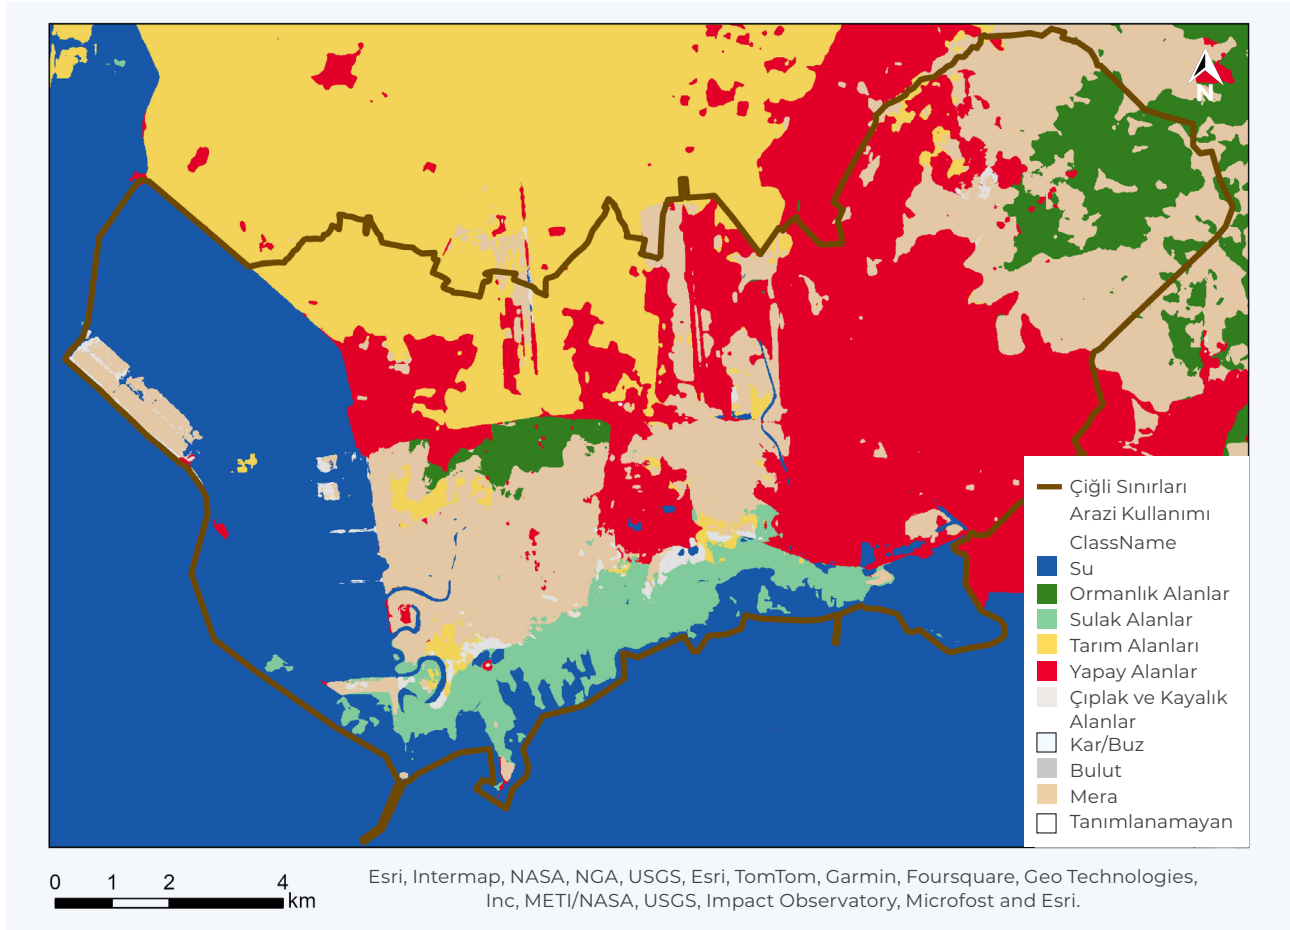 N
Çiğli Sınırları
Arazi Kullanımı
ClassName
Su
Ormanlık Alanlar
Sulak Alanlar
Tarım Alanları
Yapay Alanlar
Çıplak ve Kayalık
Alanlar
Kar/Buz
Bulut
Mera
Tanımlanamayan
0 1 2 4
km
Esri, Intermap, NASA, NGA, USGS, Esri, TomTom, Garmin, Foursquare, Geo Technologies,
Inc, METI/NASA, USGS, Impact Observatory, Microfost and Esri.